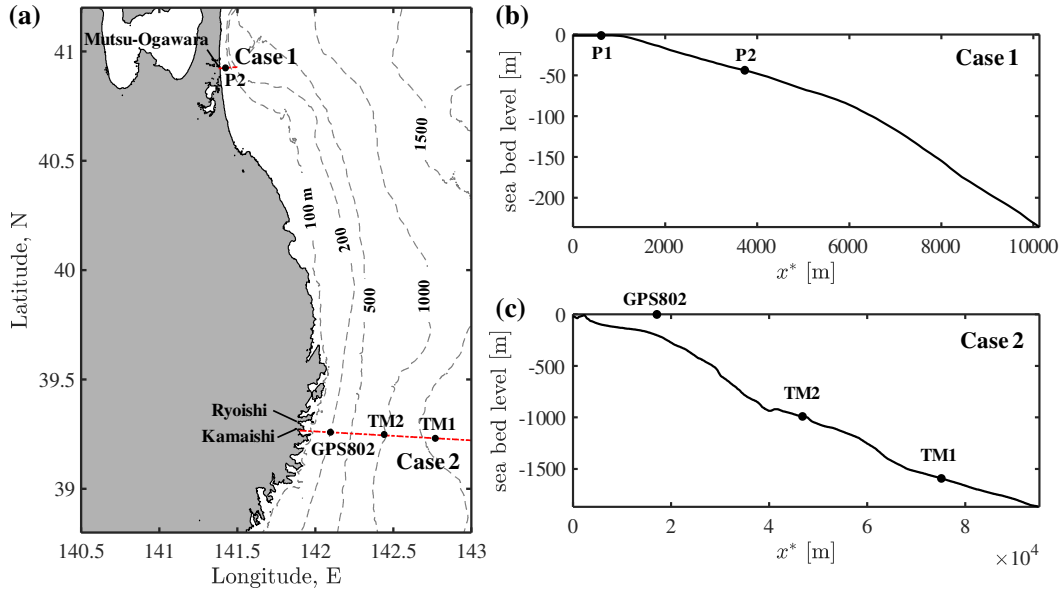 (a)
41
40.5
40
39.5
39
Latitude, N
140.5
141
141.5
142
142.5
143
Longitude, E
Mutsu-Ogawara
Case 1
P2
1500
100 m
200
500
1000
Ryoishi
Kamaishi
GPS802
TM2
TM1
Case 2
(b)
0
-50
-100
-150
-200
sea bed level [m]
P1
P2
Case 1
0
2000
4000
6000
8000
10000
x* [m]
(c)
GPS802
0
-500
-1000
-1500
sea bed level [m]
TM2
TM1
Case 2
0
2
4
6
8
x* [m]
×10⁴